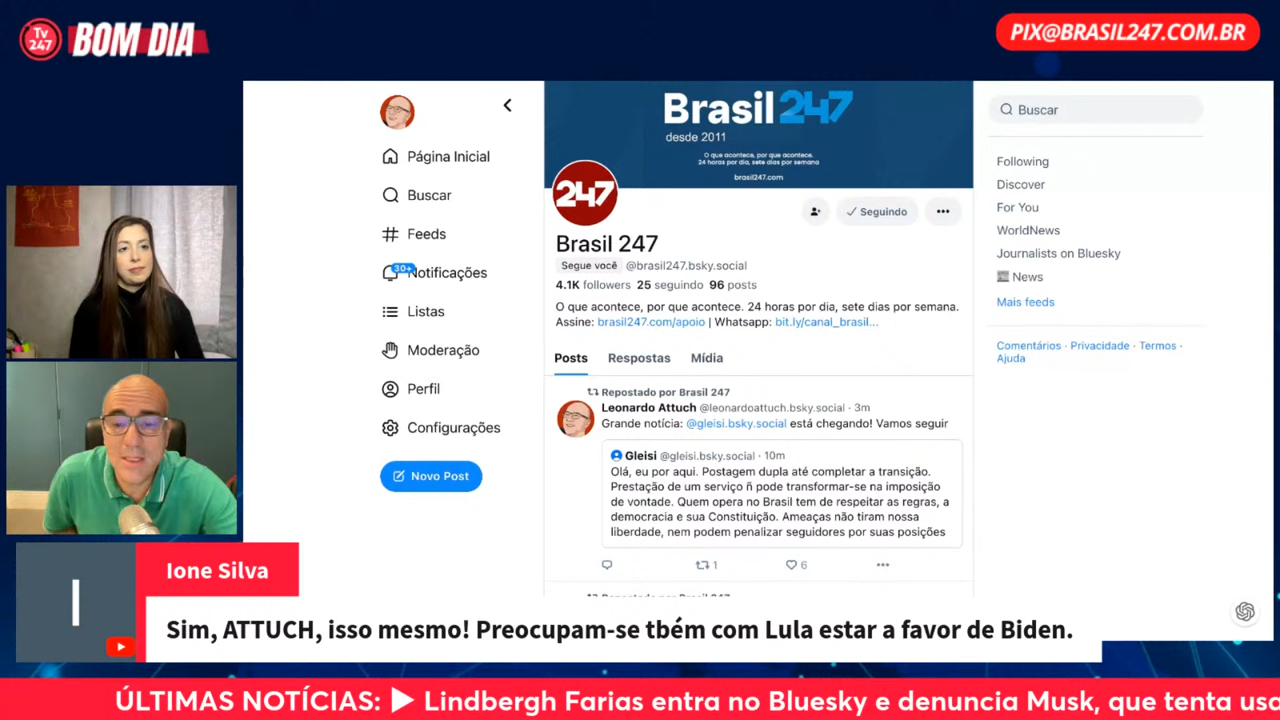 Tv 247
BOM DIA
PIX@BRASIL247.COM.BR
Página Inicial
Buscar
Feeds
30+
Notificações
Listas
Moderação
Perfil
Configurações
Novo Post
Brasil 247
desde 2011
O que acontece, por que acontece.
24 horas por dia, sete dias por semana
brasil247.com
247
Seguindo
Brasil 247
Segue você @brasil247.bsky.social
4.1K followers 25 seguindo 96 posts
O que acontece, por que acontece. 24 horas por dia, sete dias por semana.
Assine: brasil247.com/apoio | Whatsapp: bit.ly/canal_brasil...
Posts Respostas Mídia
Repostado por Brasil 247
Leonardo Attuch @leonardoattuch.bsky.social · 3m
Grande notícia: @gleisi.bsky.social está chegando! Vamos seguir
Gleisi @gleisi.bsky.social · 10m
Olá, eu por aqui. Postagem dupla até completar a transição.
Prestação de um serviço ñ pode transformar-se na imposição
de vontade. Quem opera no Brasil tem de respeitar as regras, a
democracia e sua Constituição. Ameaças não tiram nossa
liberdade, nem podem penalizar seguidores por suas posições
1 6
Repostado por Brasil 247
Buscar
Following
Discover
For You
WorldNews
Journalists on Bluesky
News
Mais feeds
Comentários · Privacidade · Termos ·
Ajuda
I
Ione Silva
Sim, ATTUCH, isso mesmo! Preocupam-se tbém com Lula estar a favor de Biden.
ÚLTIMAS NOTÍCIAS: ▶ Lindbergh Farias entra no Bluesky e denuncia Musk, que tenta usa